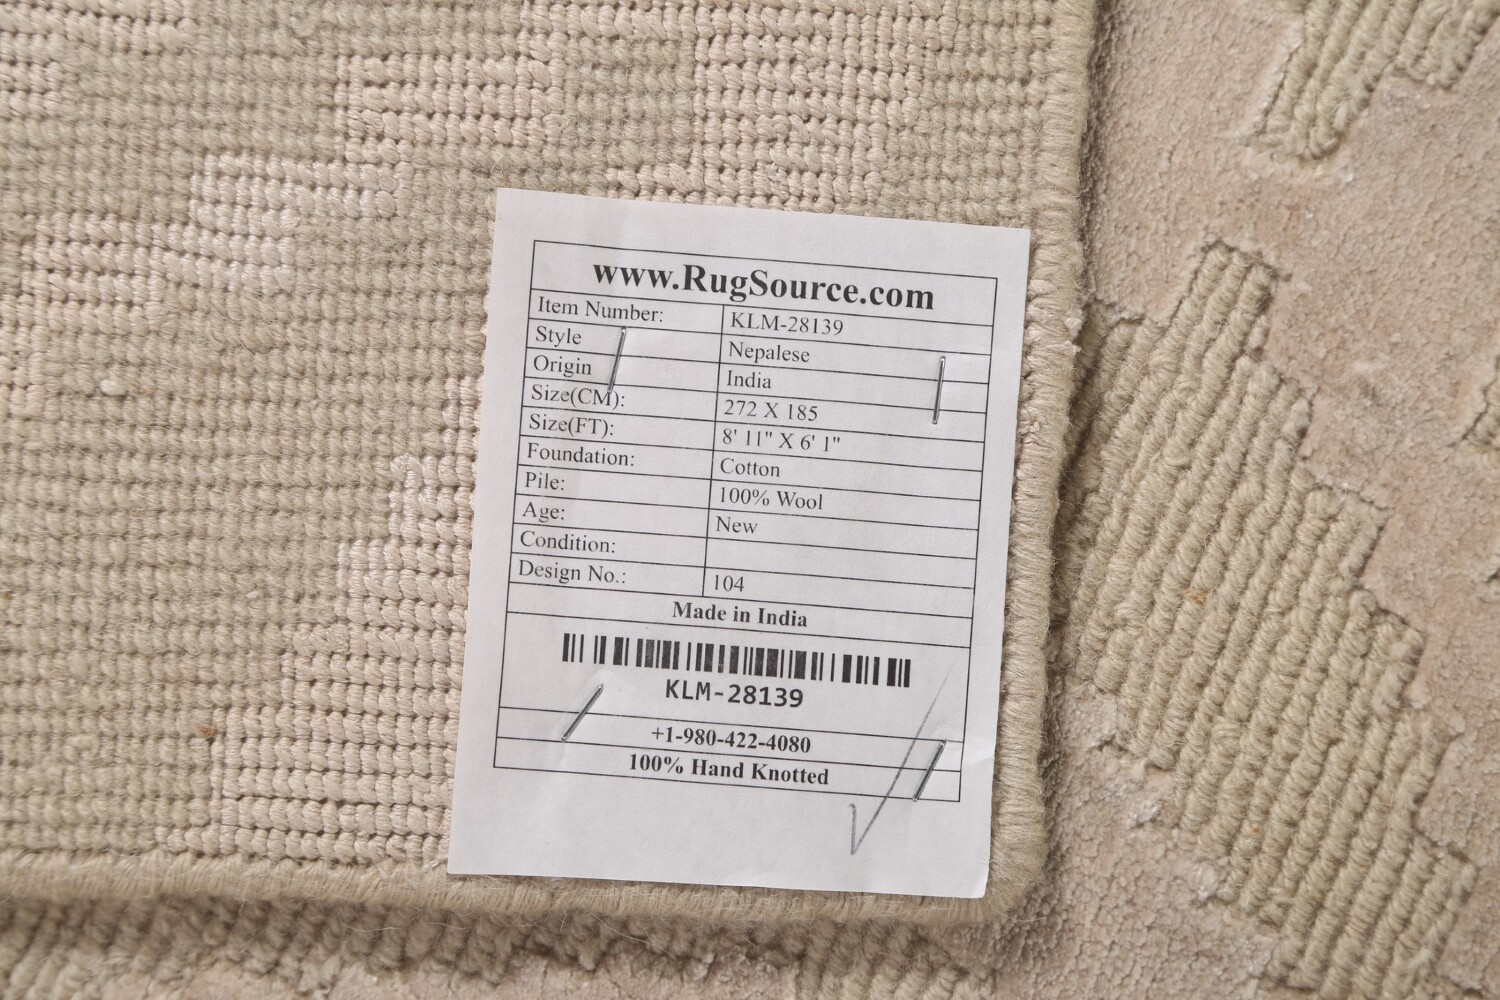 www.RugSource.com
Item Number: KLM-28139
Style Nepalese
Origin India
Size(CM): 272 X 185
Size(FT): 8' 11" X 6' 1"
Foundation: Cotton
Pile: 100% Wool
Age: New
Condition:
Design No.: 104
Made in India
KLM-28139
+1-980-422-4080
100% Hand Knotted